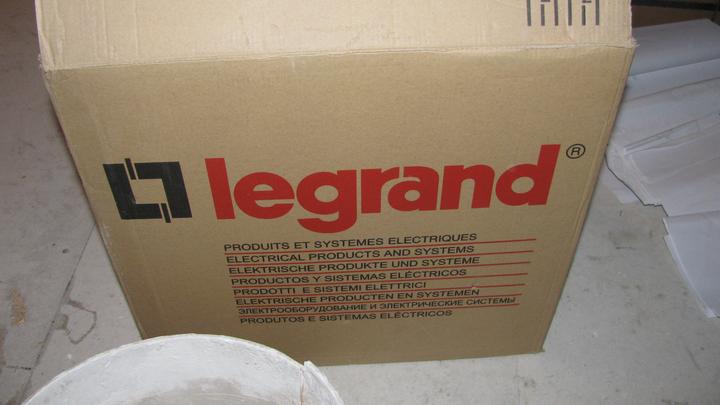 legrand®
PRODUITS ET SYSTEMES ELECTRIQUES
ELECTRICAL PRODUCTS AND SYSTEMS
ELEKTRISCHE PRODUKTE UND SYSTEME
PRODUCTOS Y SISTEMAS ELÉCTRICOS
PRODOTTI E SISTEMI ELETTRICI
ELEKTRISCHE PRODUCTEN EN SYSTEMEN
ЭЛЕКТРООБОРУДОВАНИЕ И ЭЛЕКТРИЧЕСКИЕ СИСТЕМЫ
PRODUTOS E SISTEMAS ELÉCTRICOS